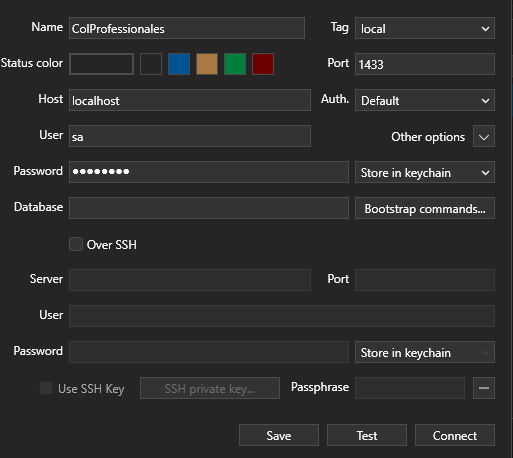 Name ColProfessionales Tag local
Status color Port 1433
Host localhost Auth. Default
User sa Other options
Password •••••••• Store in keychain
Database Bootstrap commands...
Over SSH
Server Port
User
Password Store in keychain
Use SSH Key SSH private key... Passphrase
Save Test Connect